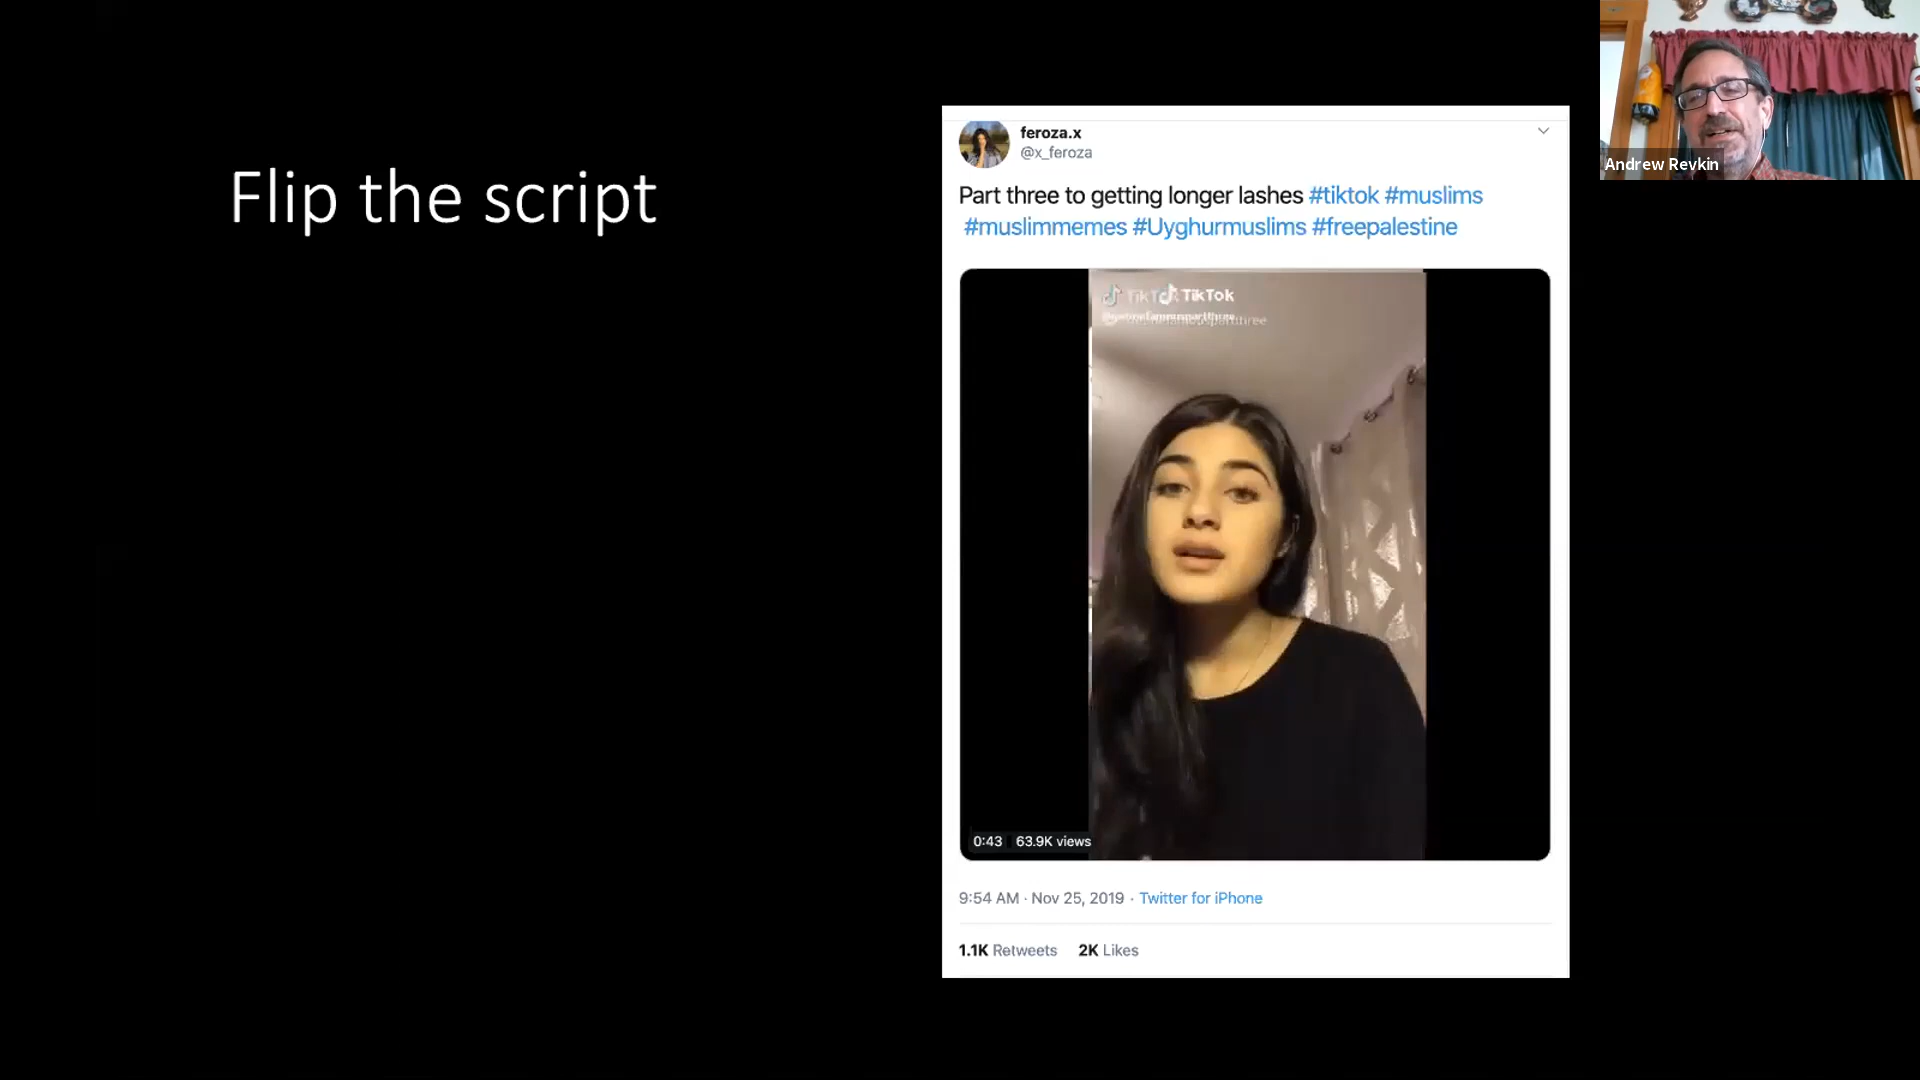 Flip the script
feroza.x
@x_feroza
Part three to getting longer lashes #tiktok #muslims
#muslimmemes #Uyghurmuslims #freepalestine
TikTok
0:43 63.9K views
9:54 AM · Nov 25, 2019 · Twitter for iPhone
1.1K Retweets 2K Likes
Andrew Revkin